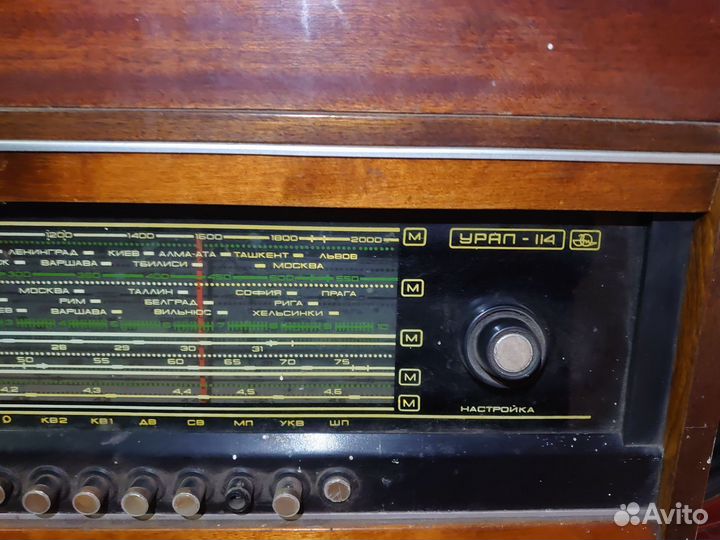 1200 1400 1600 1800 2000 М
УРАЛ - 114
ЛЕНИНГРАД КИЕВ АЛМА-АТА ТАШКЕНТ ЛЬВОВ
ВАРШАВА ТБИЛИСИ МОСКВА
М
МОСКВА ТАЛЛИН СОФИЯ ПРАГА
РИМ БЕЛГРАД РИГА
ВАРШАВА ВИЛЬНЮС ХЕЛЬСИНКИ
10
М
28 29 30 31
50 55 60 65 70 75
М
4,2 4,3 4,4 4,5 4,6 М
НАСТРОЙКА
КВ2 КВ1 ДВ СВ МП УКВ ШП
Avito